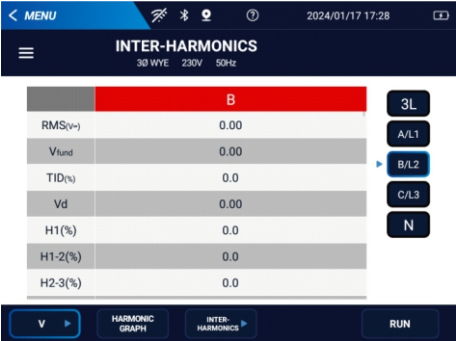 < MENU
2024/01/17 17:28
INTER-HARMONICS
3Ø WYE 230V 50Hz
B
RMS(V~) 0.00
Vfund 0.00
TID(%) 0.0
Vd 0.00
H1(%) 0.0
H1-2(%) 0.0
H2-3(%) 0.0
3L
A/L1
B/L2
C/L3
N
V
HARMONIC
GRAPH
INTER-
HARMONICS
RUN